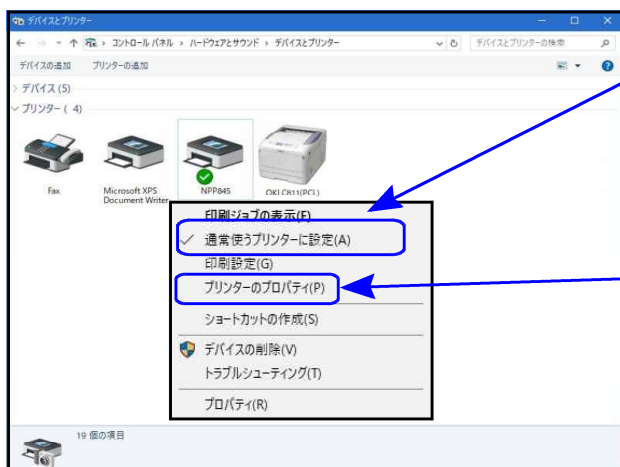 デバイスとプリンター
コントロール パネル › ハードウェアとサウンド › デバイスとプリンター
デバイスとプリンターの検索
デバイスの追加 プリンターの追加
デバイス (5)
プリンター ( 4)
Fax
Microsoft XPS
Document Writer
NPP845
OKI C811(PCL)
印刷ジョブの表示(E)
通常使うプリンターに設定(A)
印刷設定(G)
プリンターのプロパティ(P)
ショートカットの作成(S)
デバイスの削除(V)
トラブルシューティング(T)
プロパティ(R)
19 個の項目